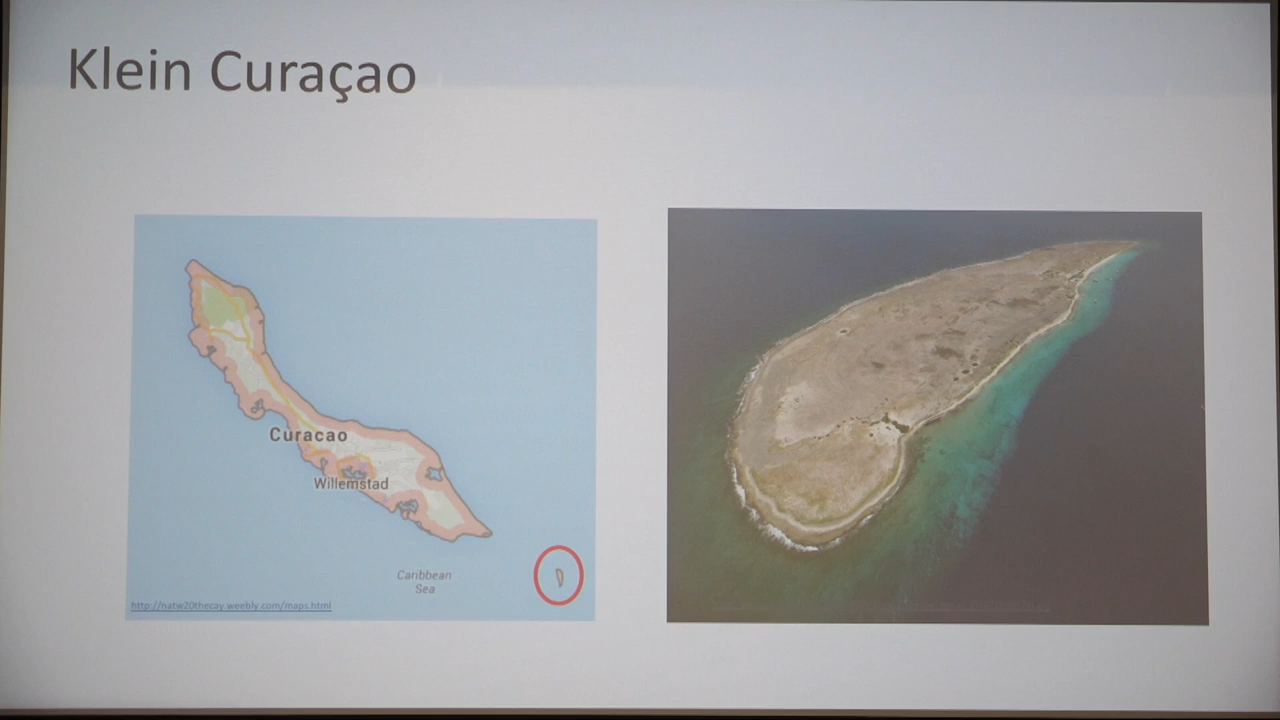 Klein Curaçao
Curacao
Willemstad
Caribbean
Sea
http://natw20thecay.weebly.com/maps.html